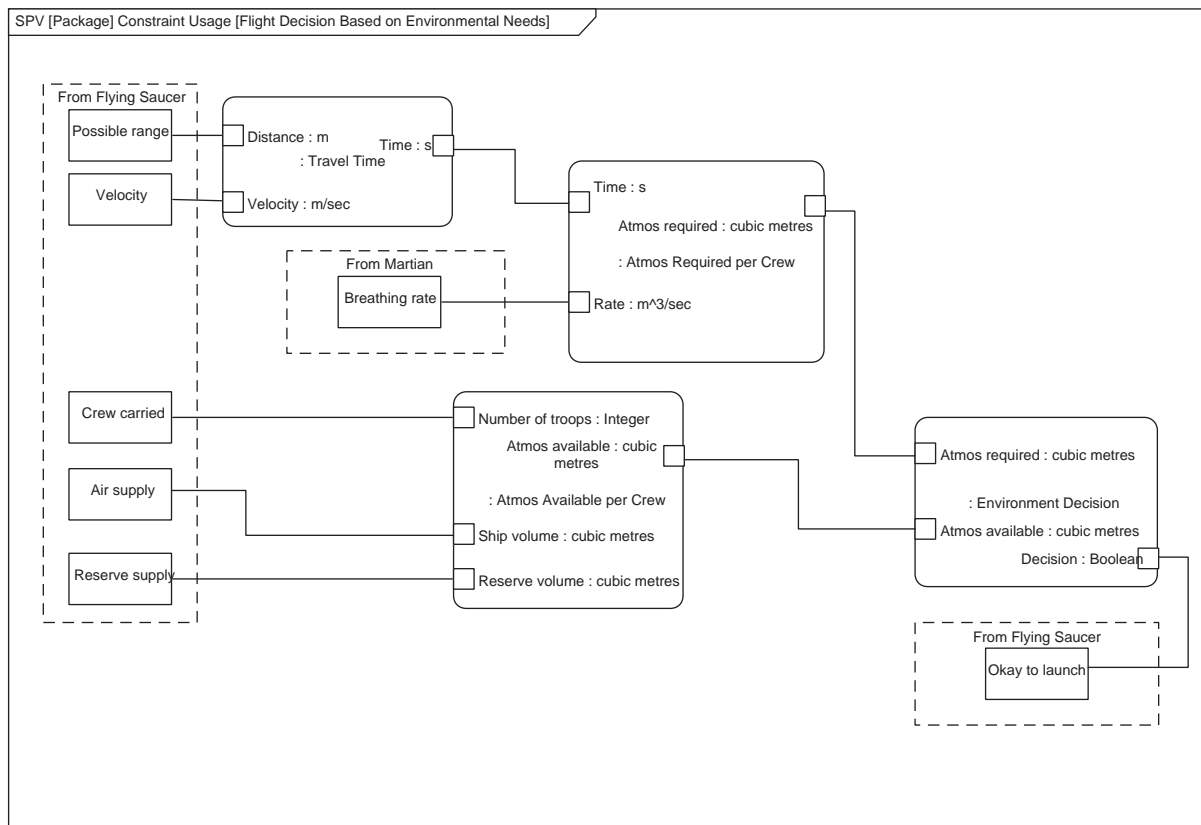 SPV [Package] Constraint Usage [Flight Decision Based on Environmental Needs]
From Flying Saucer
Possible range
Velocity
Distance : m
Time : s
: Travel Time
Velocity : m/sec
Time : s
Atmos required : cubic metres
: Atmos Required per Crew
Rate : m^3/sec
From Martian
Breathing rate
Crew carried
Air supply
Reserve supply
Number of troops : Integer
Atmos available : cubic
metres
: Atmos Available per Crew
Ship volume : cubic metres
Reserve volume : cubic metres
Atmos required : cubic metres
: Environment Decision
Atmos available : cubic metres
Decision : Boolean
From Flying Saucer
Okay to launch